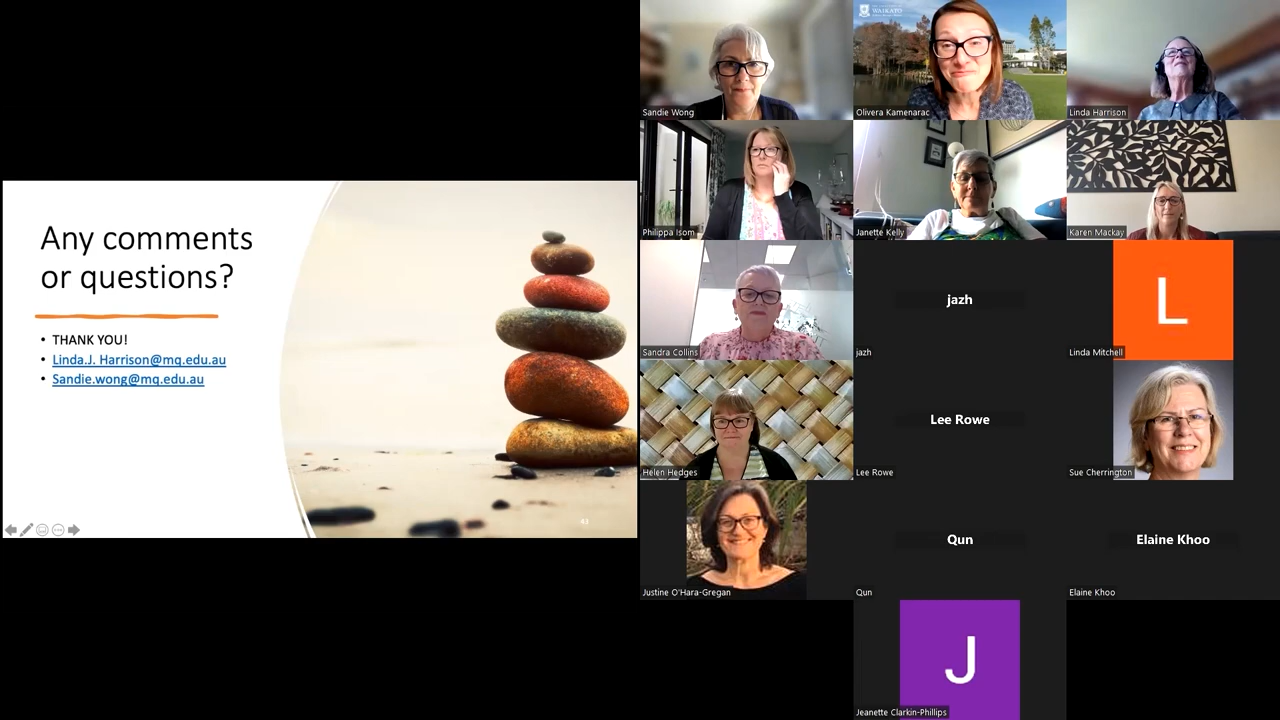 Any comments
or questions?
• THANK YOU!
• Linda.J. Harrison@mq.edu.au
• Sandie.wong@mq.edu.au
43
Sandie Wong
WAIKATO
Olivera Kamenarac
Linda Harrison
Philippa Isom
Janette Kelly
Karen Mackay
Sandra Collins
jazh
jazh
L
Linda Mitchell
Helen Hedges
Lee Rowe
Lee Rowe
Sue Cherrington
Justine O'Hara-Gregan
Qun
Qun
Elaine Khoo
Elaine Khoo
J
Jeanette Clarkin-Phillips